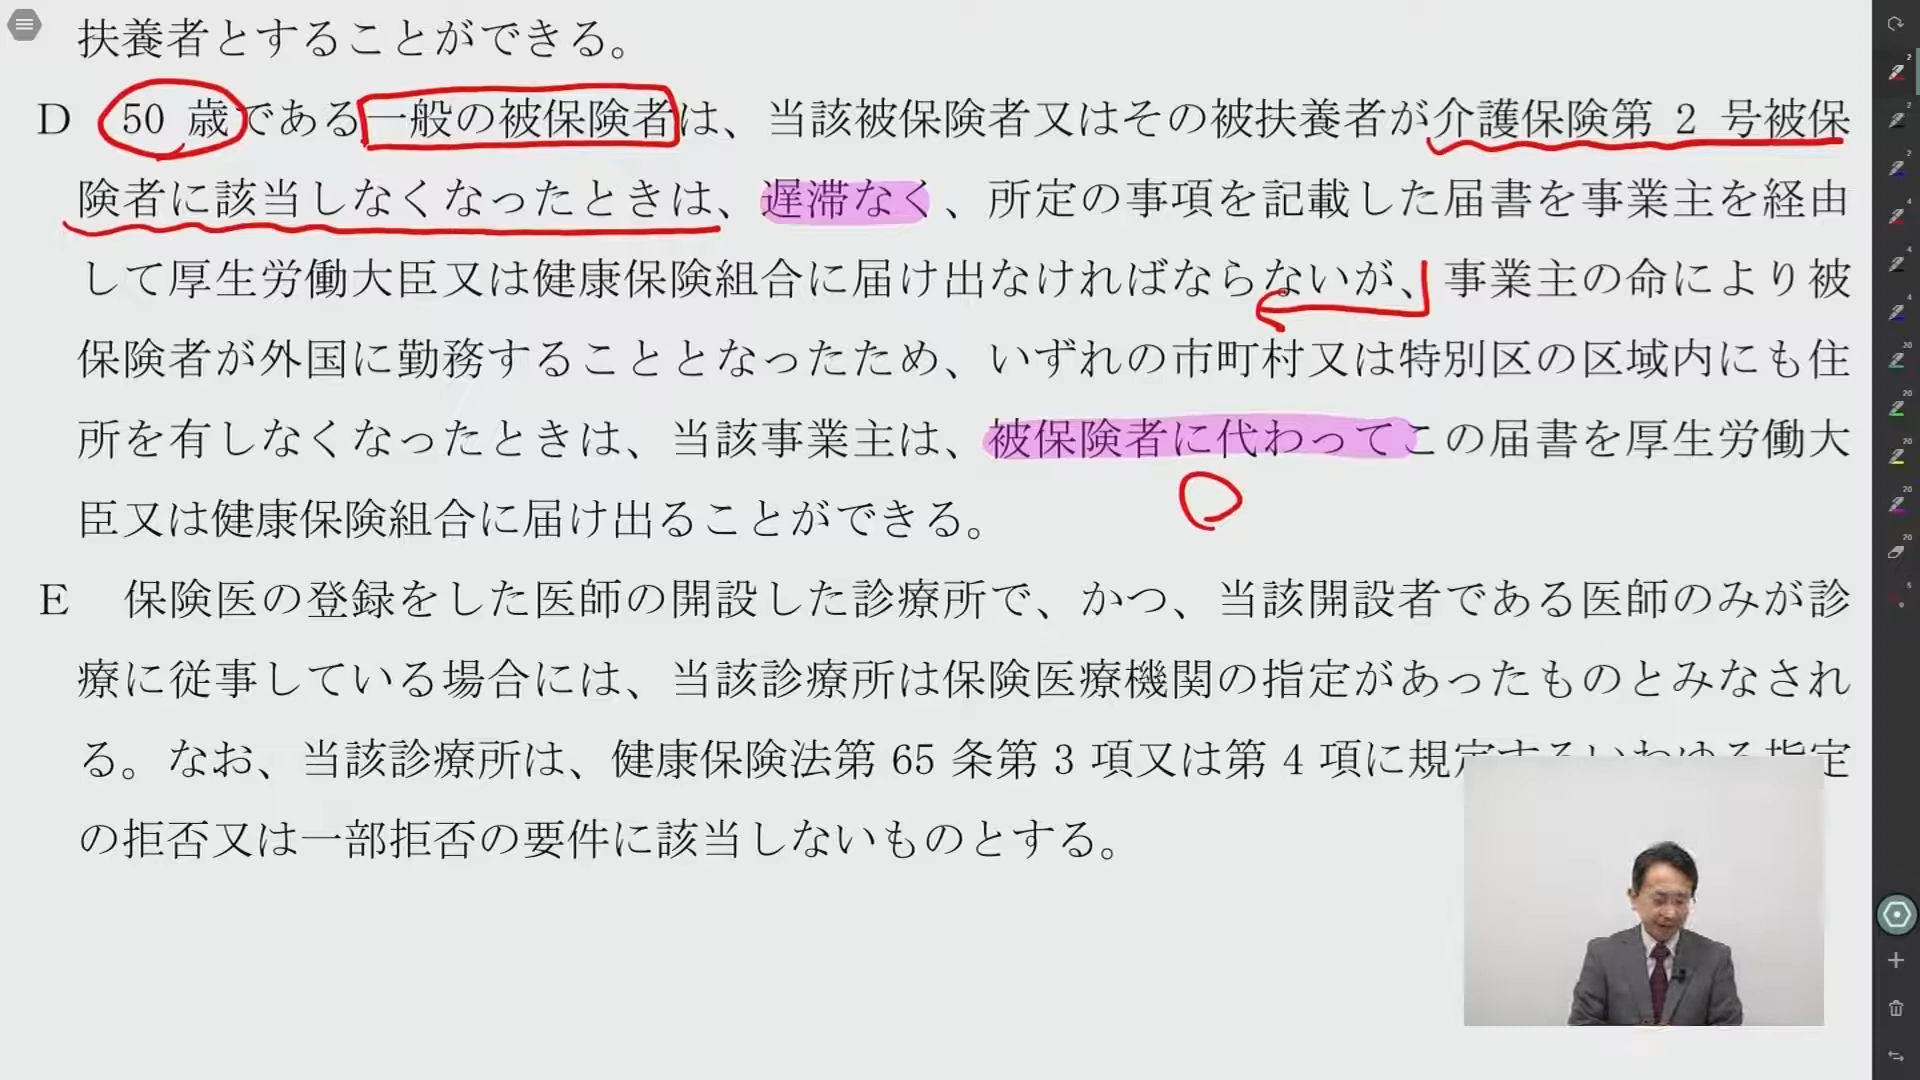 扶養者とすることができる。
D 50 歳である一般の被保険者は、当該被保険者又はその被扶養者が介護保険第 2 号被保
険者に該当しなくなったときは、遅滞なく、所定の事項を記載した届書を事業主を経由
して厚生労働大臣又は健康保険組合に届け出なければならないが、事業主の命により被
保険者が外国に勤務することとなったため、いずれの市町村又は特別区の区域内にも住
所を有しなくなったときは、当該事業主は、被保険者に代わってこの届書を厚生労働大
臣又は健康保険組合に届け出ることができる。
E 保険医の登録をした医師の開設した診療所で、かつ、当該開設者である医師のみが診
療に従事している場合には、当該診療所は保険医療機関の指定があったものとみなされ
る。なお、当該診療所は、健康保険法第 65 条第 3 項又は第 4 項に規定するいわゆる指定
の拒否又は一部拒否の要件に該当しないものとする。